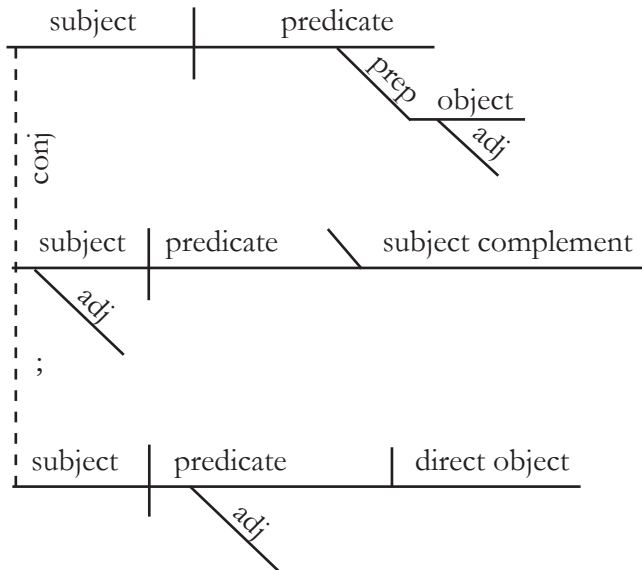 subject predicate
prep
object
adj
conj
subject predicate subject complement
adj
;
subject predicate direct object
adj